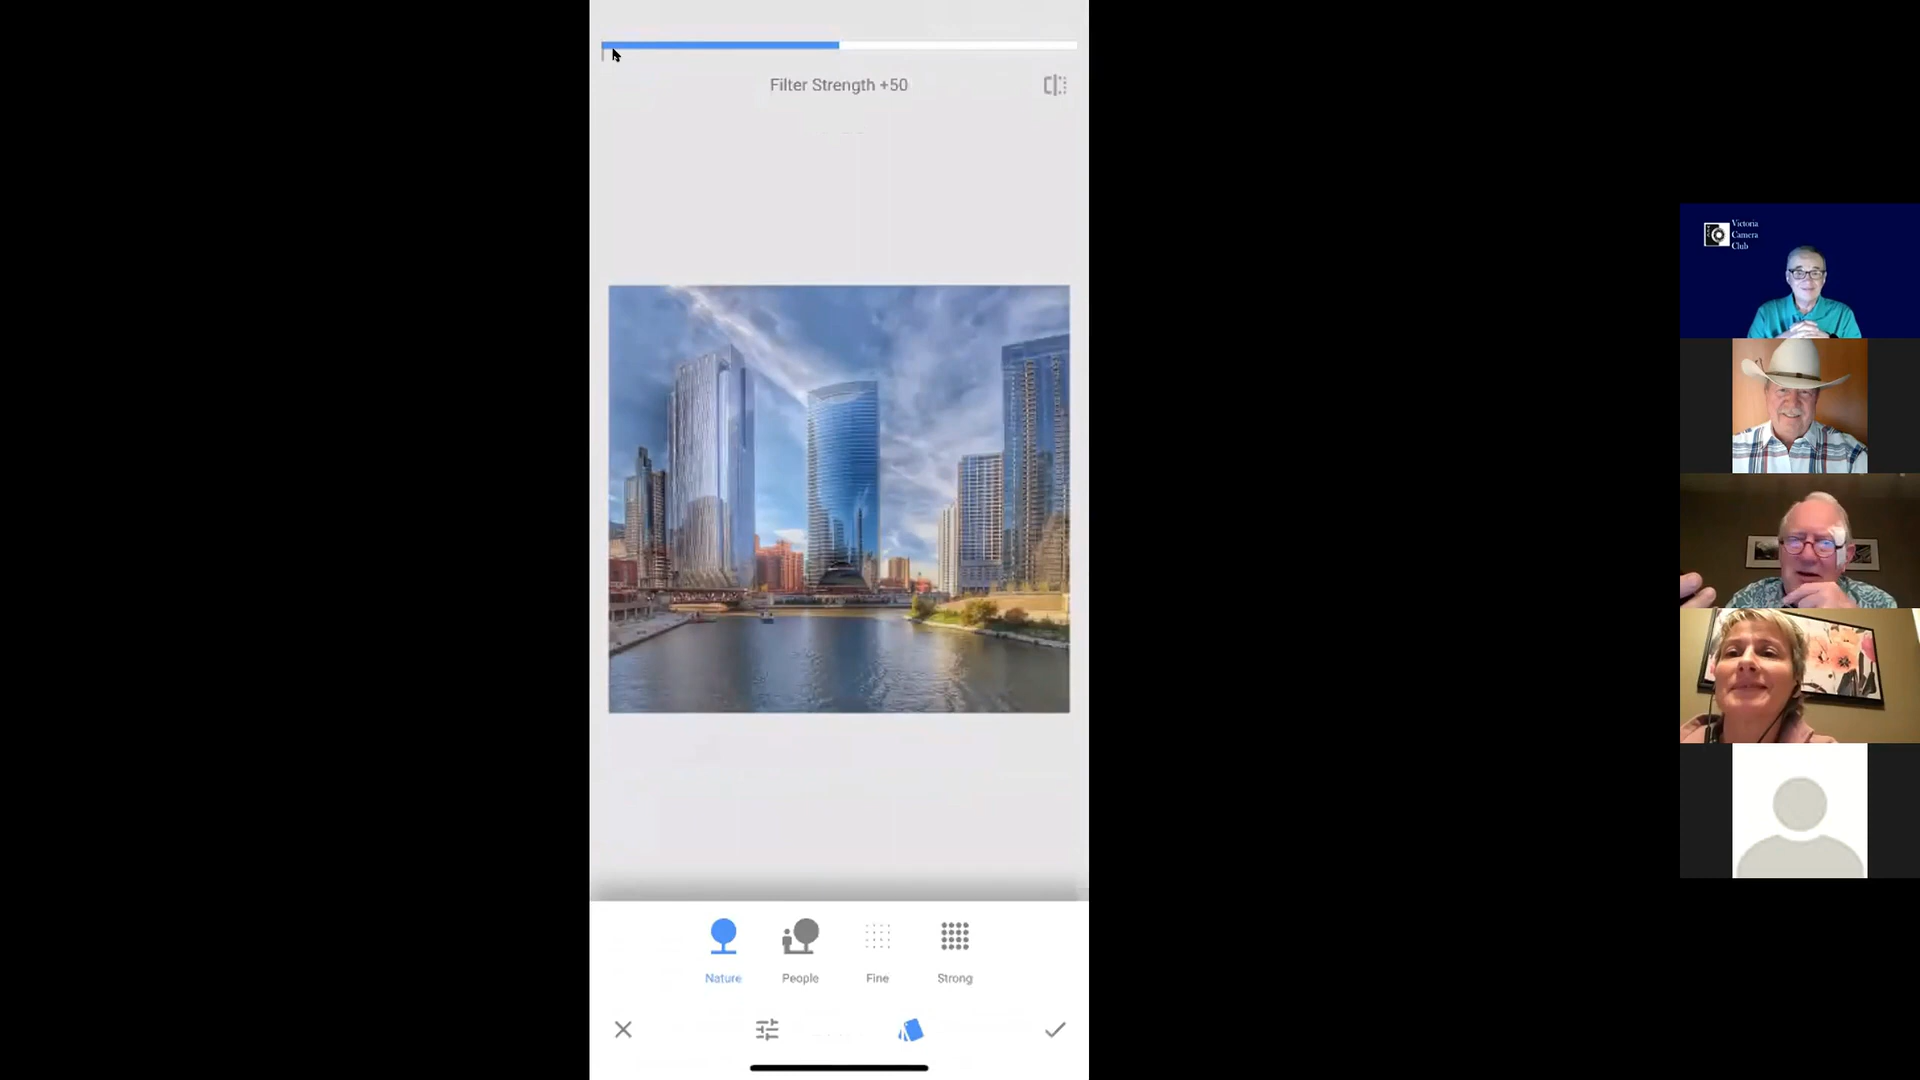 Filter Strength +50
Victoria
Camera
Club
Nature
People
Fine
Strong